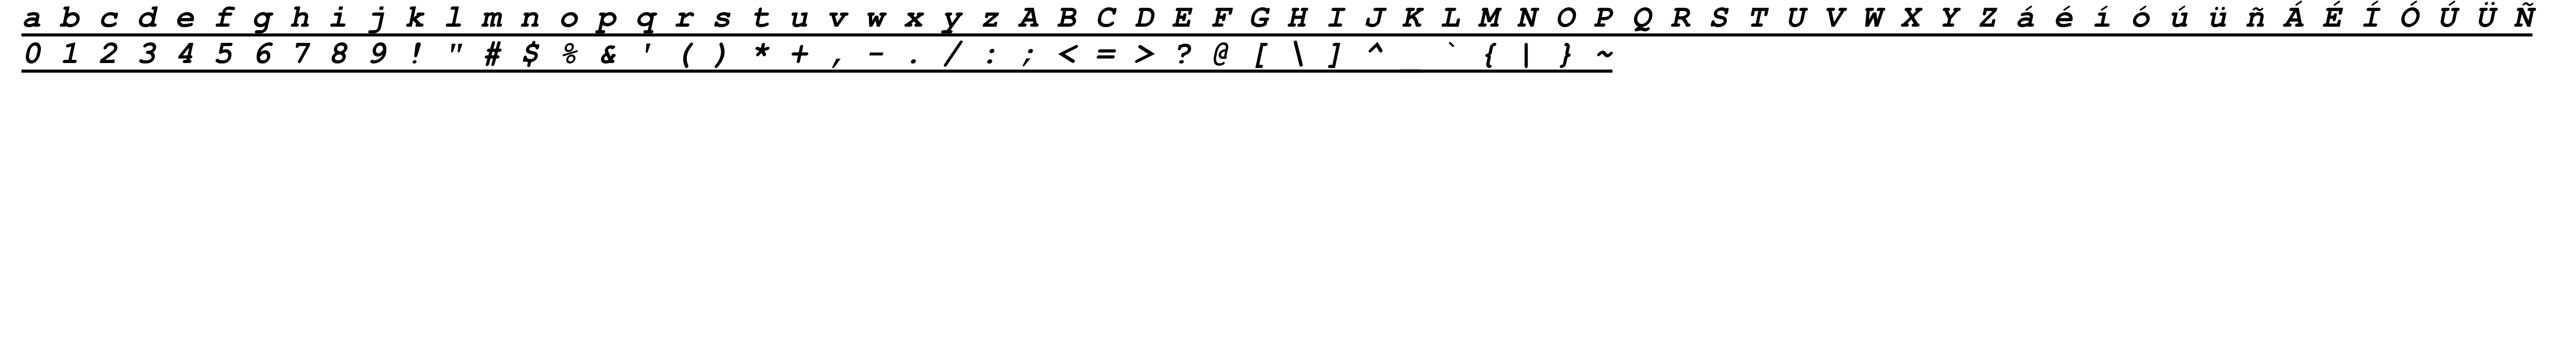 a b c d e f g h i j k l m n o p q r s t u v w x y z A B C D E F G H I J K L M N O P Q R S T U V W X Y Z á é í ó ú ü ñ Á É Í Ó Ú Ü Ñ
0 1 2 3 4 5 6 7 8 9 ! " # $ % & ' ( ) * + , - . / : ; < = > ? @ [ \ ] ^ _ ` { | } ~